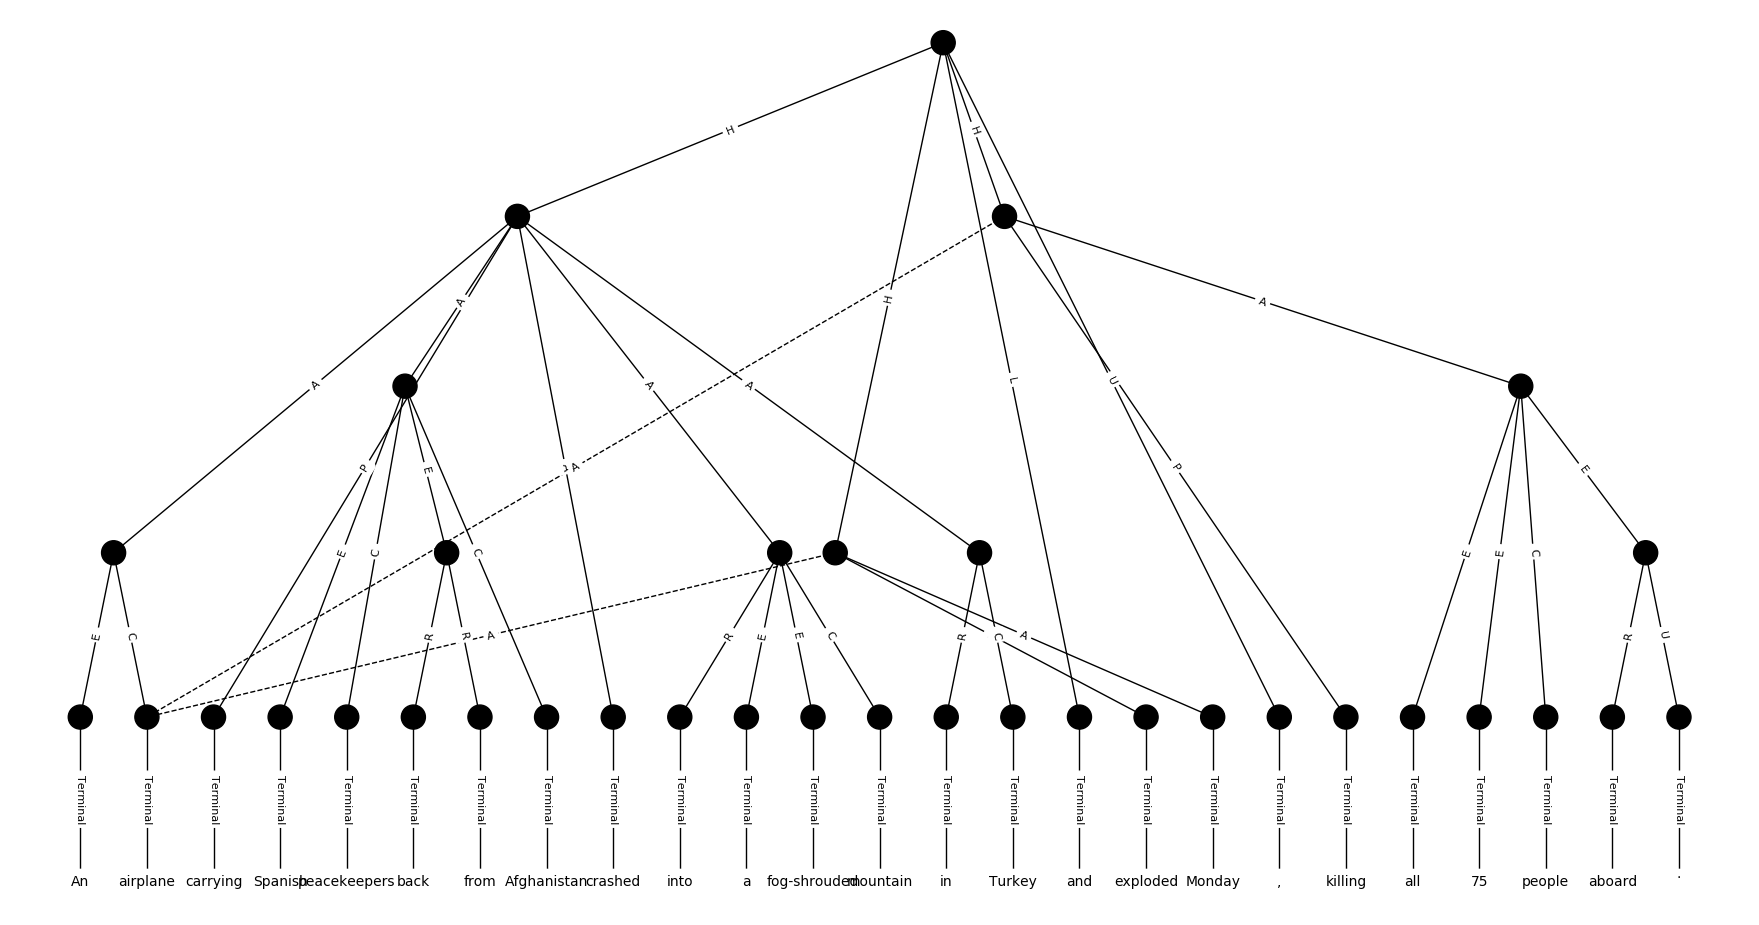 H
H
A
A
H
A
A
A
L
U
P
A
P
A
E
E
E
C
E
C
E
C
E
E
C
R
R
A
R
E
E
C
R
C
A
R
U
Terminal Terminal Terminal Terminal Terminal Terminal Terminal Terminal Terminal Terminal Terminal Terminal Terminal Terminal Terminal Terminal Terminal Terminal Terminal Terminal Terminal Terminal Terminal Terminal Terminal
An airplane carrying Spanish peacekeepers back from Afghanistan crashed into a fog-shrouded mountain in Turkey and exploded Monday , killing all 75 people aboard .